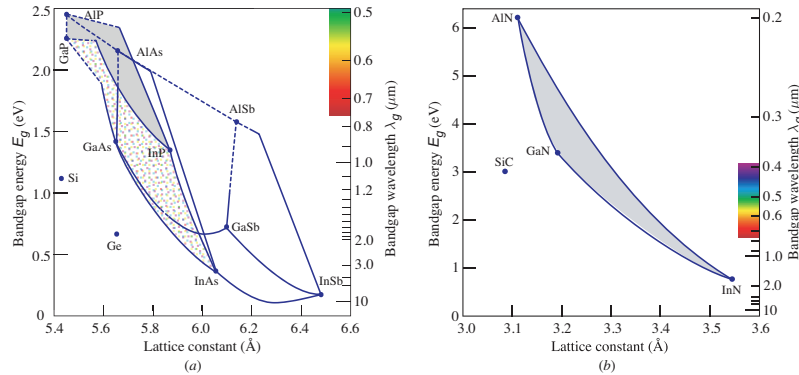 2.5
2.0
1.5
1.0
0.5
0
Bandgap energy Eg (eV)
AlP
GaP
AlAs
AlSb
GaAs
InP
Si
Ge
GaSb
InAs
InSb
5.4 5.6 5.8 6.0 6.2 6.4 6.6
Lattice constant (Å)
(a)
0.5
0.6
0.7
0.8
1.0
1.2
2.0
3.0
10
Bandgap wavelength λg (μm)
6
5
4
3
2
1
0
Bandgap energy Eg (eV)
AlN
GaN
SiC
InN
3.0 3.1 3.2 3.3 3.4 3.5 3.6
Lattice constant (Å)
(b)
0.2
0.3
0.4
0.5
0.6
1.0
2.0
10
Bandgap wavelength λg (μm)